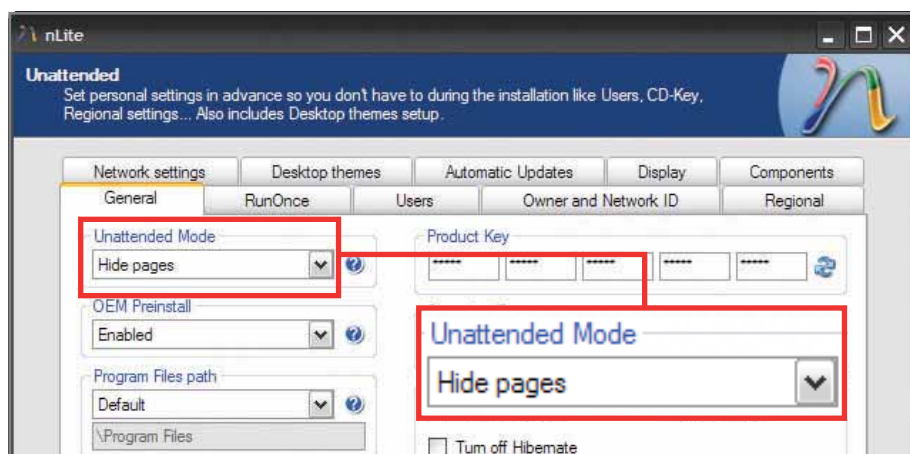 nLite
Unattended
Set personal settings in advance so you don't have to during the installation like Users, CD-Key,
Regional settings... Also includes Desktop themes setup.
Network settings Desktop themes Automatic Updates Display Components
General RunOnce Users Owner and Network ID Regional
Unattended Mode Product Key
Hide pages ***** ***** ***** ***** *****
OEM Preinstall
Enabled
Unattended Mode
Hide pages
Program Files path
Default
\Program Files
Turn off Hibernate